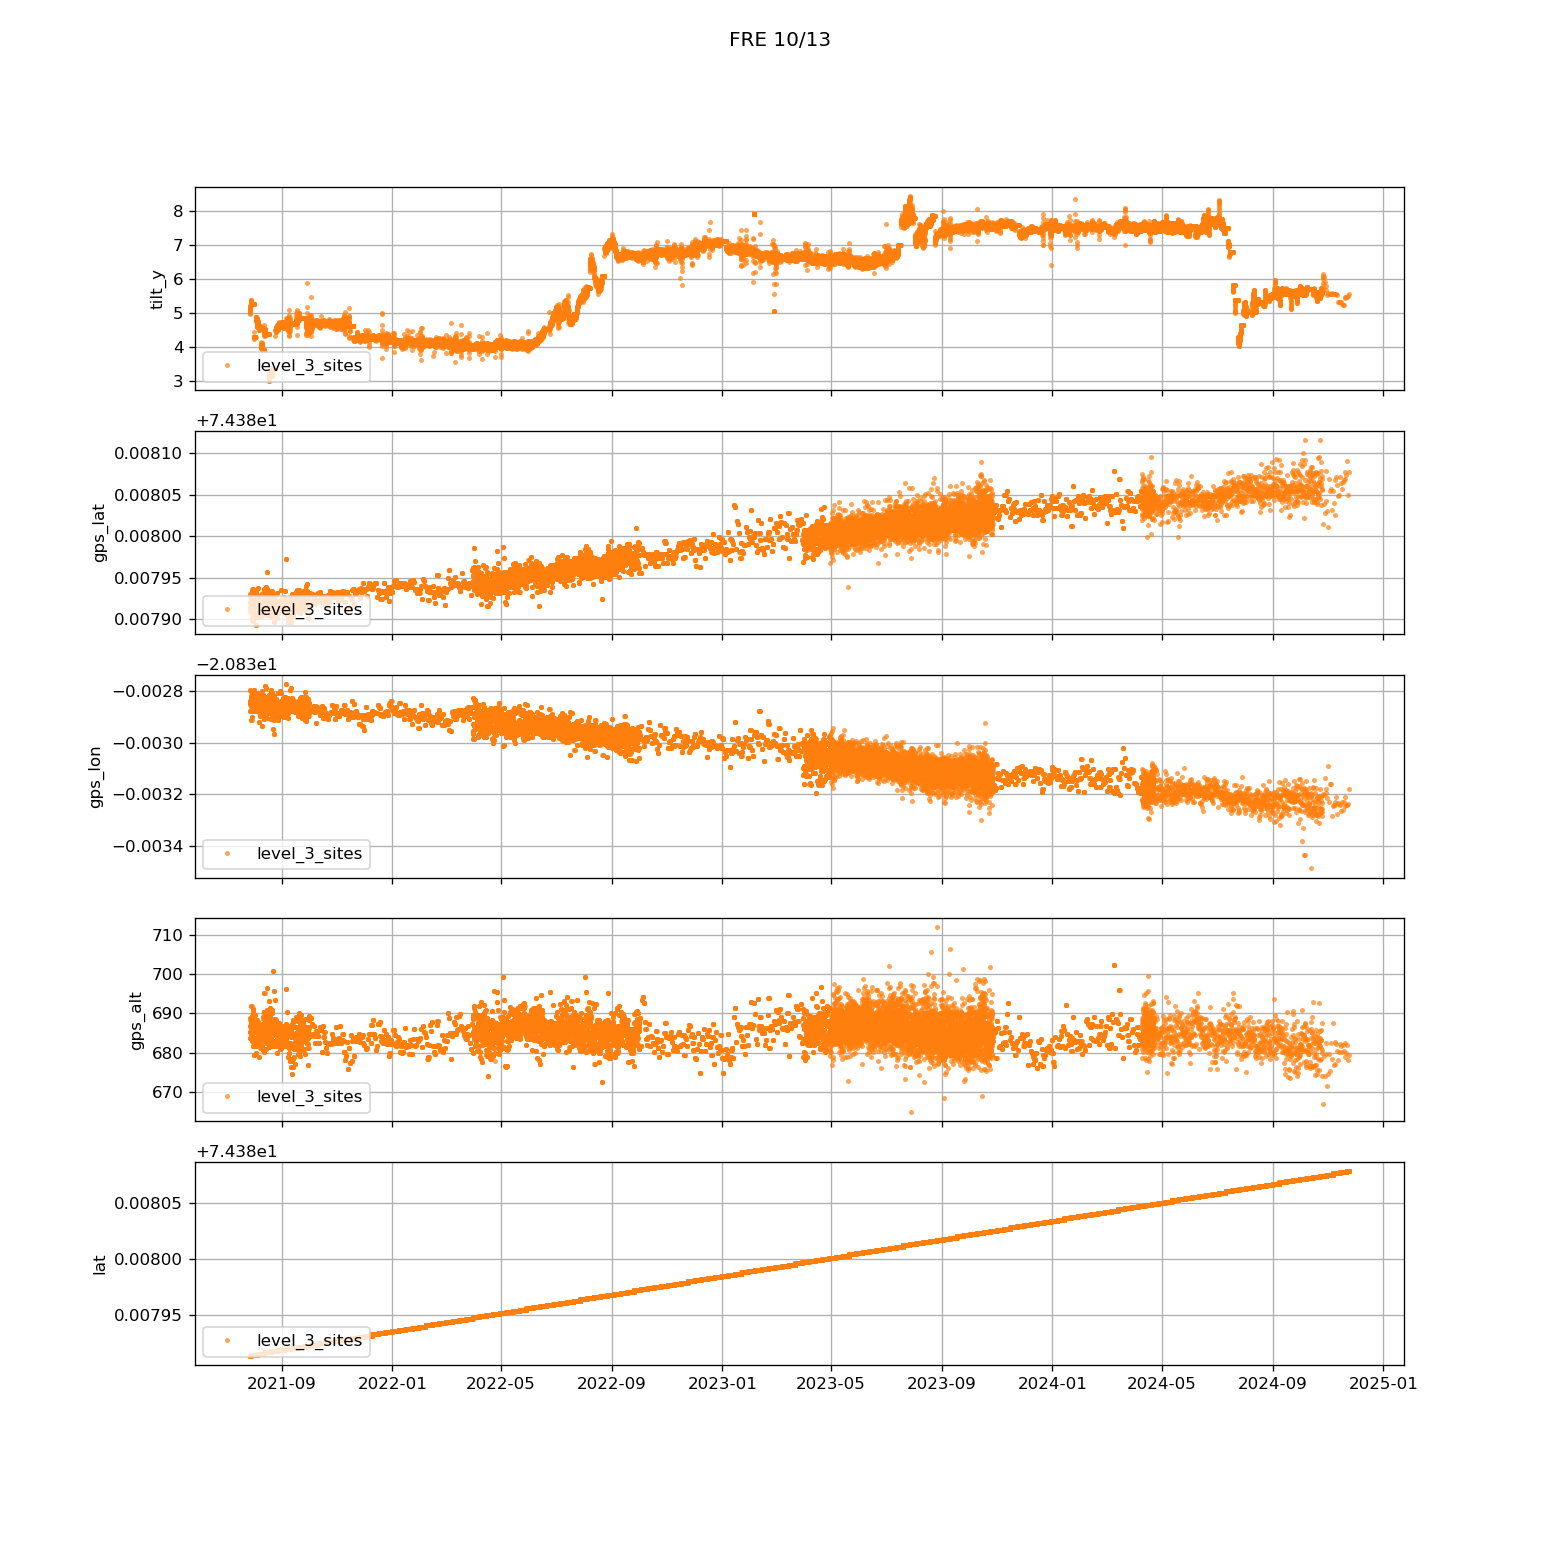 FRE 10/13
8
7
6
5
4
3
tilt_y
level_3_sites
+7.438e1
0.00810
0.00805
0.00800
0.00795
0.00790
gps_lat
level_3_sites
−2.083e1
−0.0028
−0.0030
−0.0032
−0.0034
gps_lon
level_3_sites
710
700
690
680
670
gps_alt
level_3_sites
+7.438e1
0.00805
0.00800
0.00795
lat
level_3_sites
2021-09 2022-01 2022-05 2022-09 2023-01 2023-05 2023-09 2024-01 2024-05 2024-09 2025-01